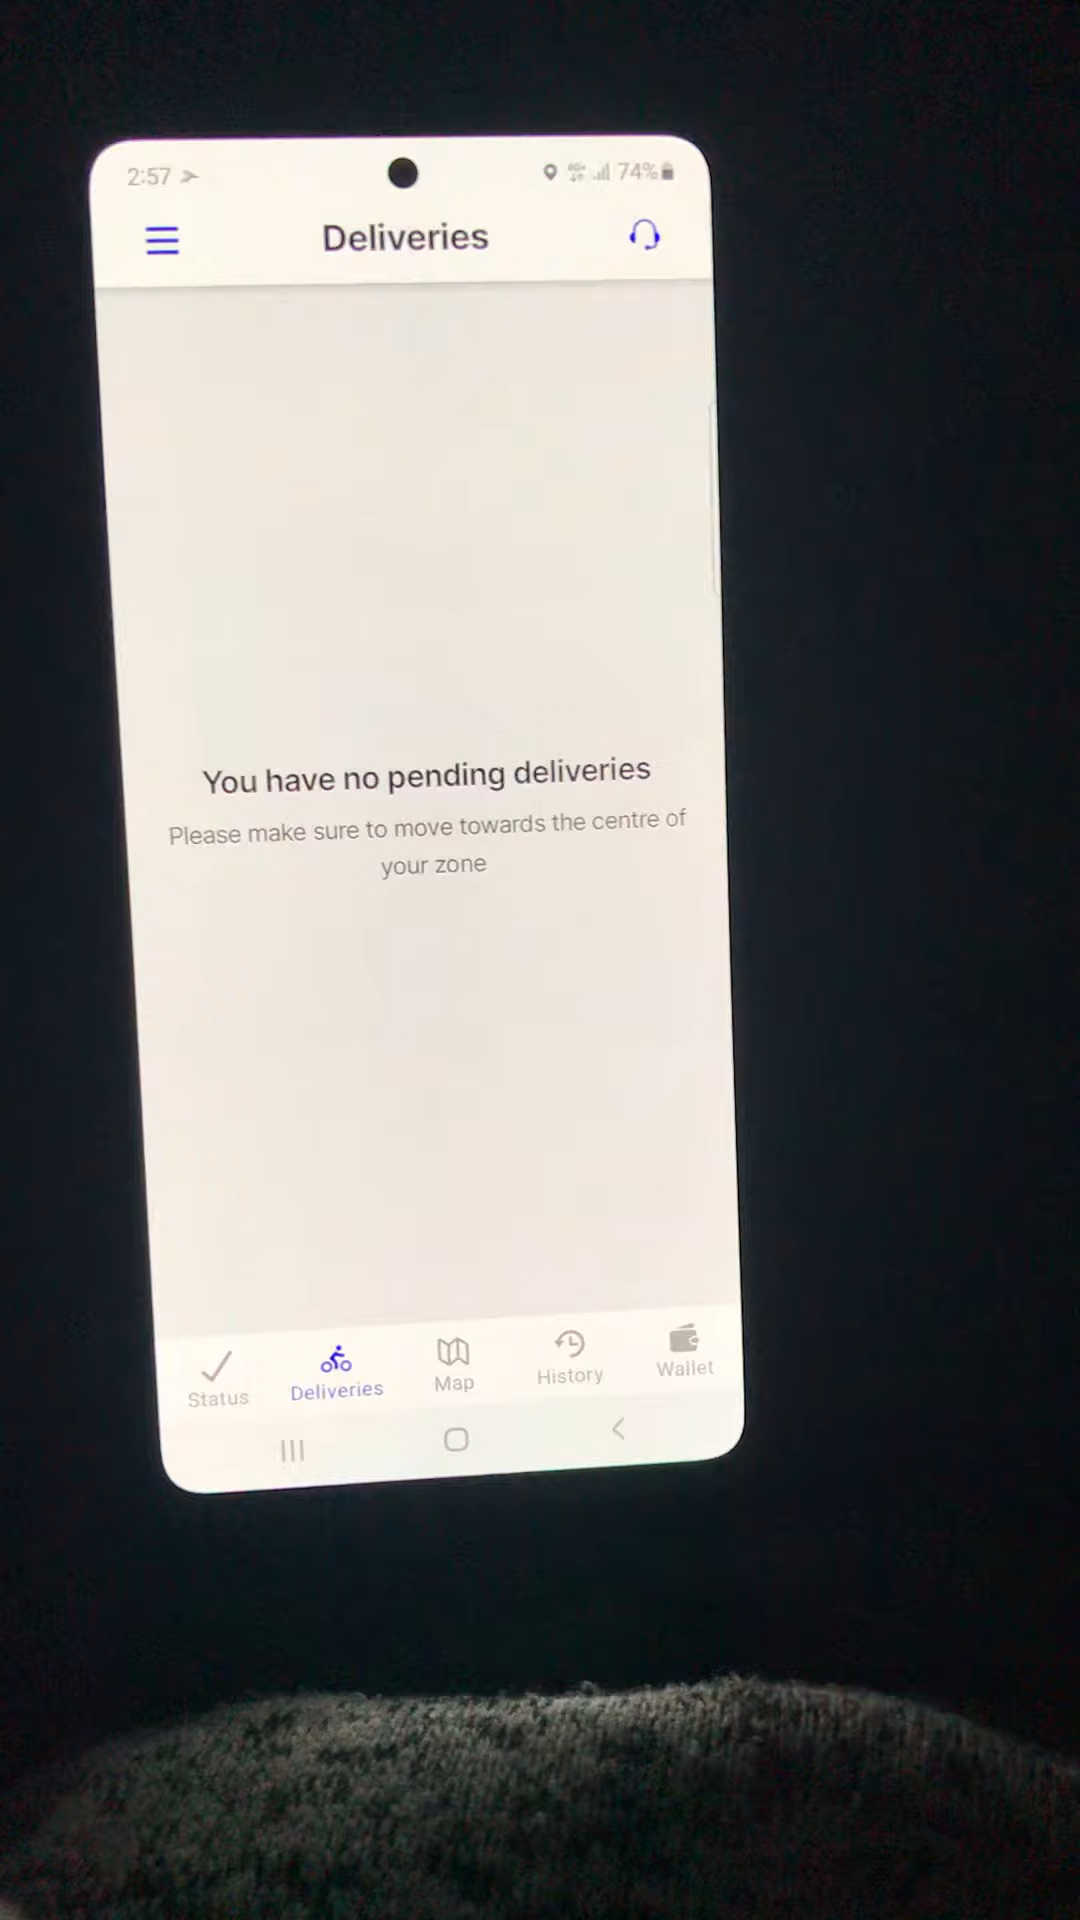 2:57
74%
Deliveries
You have no pending deliveries
Please make sure to move towards the centre of
your zone
Status
Deliveries
Map
History
Wallet